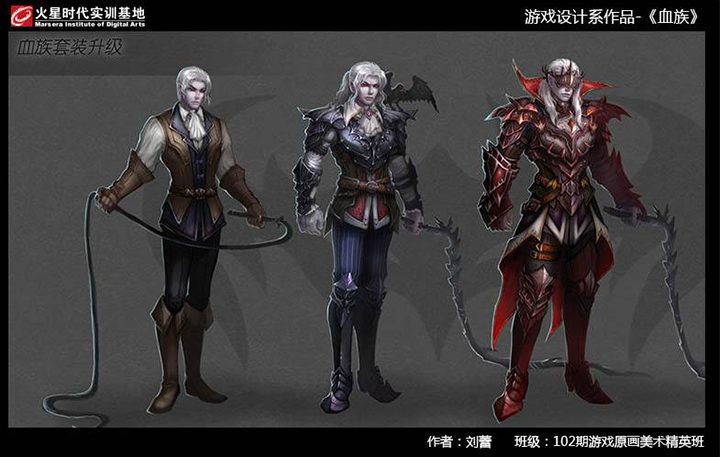 火星时代实训基地
Marsera Institute of Digital Arts
游戏设计系作品-《血族》
血族套装升级
作者：刘蕾 班级：102期游戏原画美术精英班